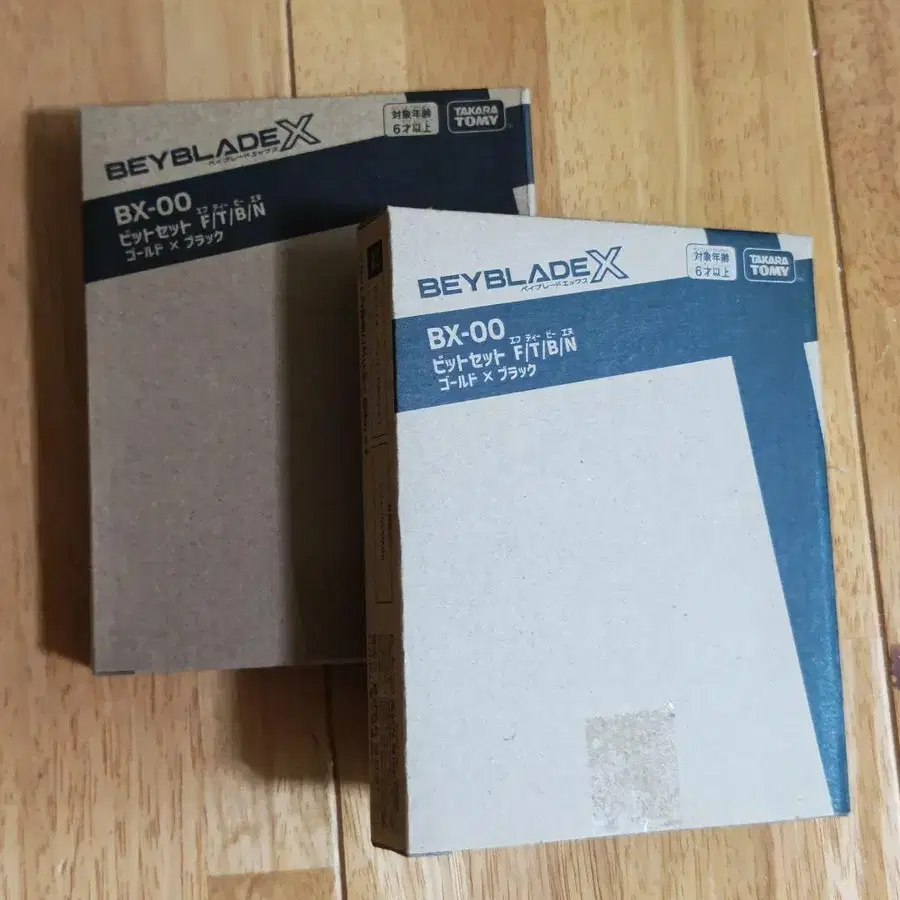 BEYBLADE X
ベイブレードエックス
対象年齢
6才以上
TAKARA
TOMY
BX-00
エフ ティー ビー エヌ
ビットセット F/T/B/N
ゴールド × ブラック
BEYBLADE X
ベイブレードエックス
対象年齢
6才以上
TAKARA
TOMY
BX-00
エフ ティー ビー エヌ
ビットセット F/T/B/N
ゴールド × ブラック